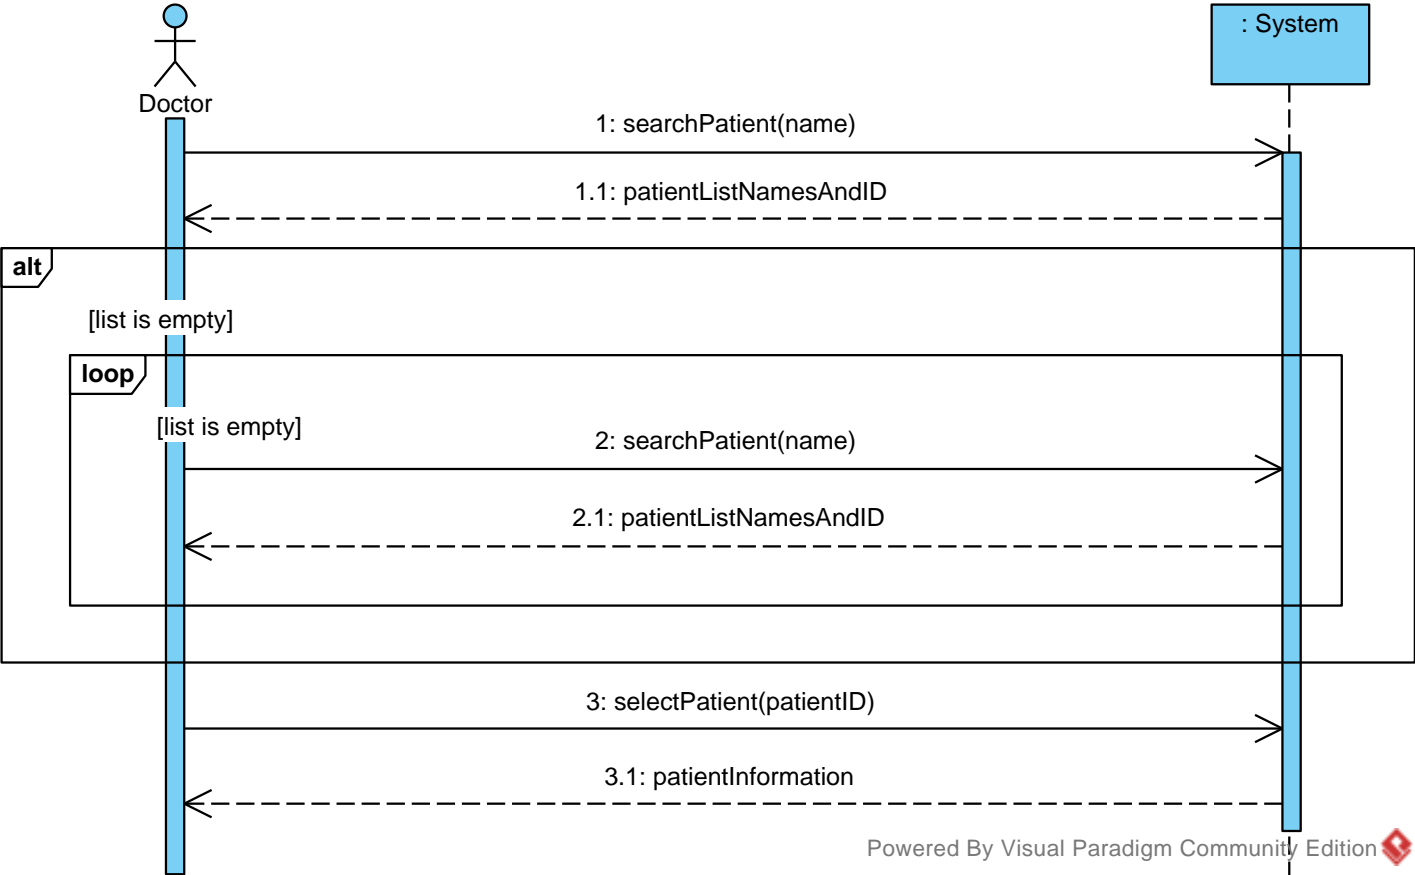 : System
Doctor
1: searchPatient(name)
1.1: patientListNamesAndID
alt
[list is empty]
loop
[list is empty]
2: searchPatient(name)
2.1: patientListNamesAndID
3: selectPatient(patientID)
3.1: patientInformation
Powered By Visual Paradigm Community Edition